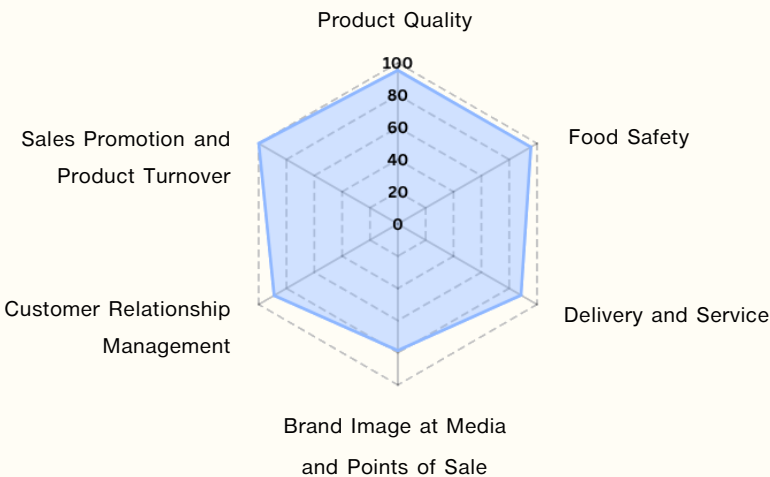 Product Quality
100
80
60
40
20
0
Food Safety
Delivery and Service
Brand Image at Media
and Points of Sale
Customer Relationship
Management
Sales Promotion and
Product Turnover